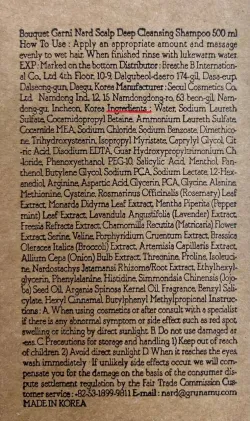 Bouquet Garni Nard Scalp Deep Cleansing Shampoo 500 ml
How To Use : Apply an appropriate amount and massage
evenly to wet hair. When finished rinse with lukewarm water.
EXP : Marked on the bottom Distributor : Breathe B Internation-
al Co., Ltd 4th Floor, 10-9, Dalgubeol-daero 174-gil, Dasa-eup,
Dalseong-gun, Daegu, Korea Manufacturer : Seoul Cosmetics Co.
Ltd Namdong Ind, 12, 15 Namdongdong-ro, 63 beon-gil, Nam-
dong-gu, Incheon, Korea Ingredients : Water, Sodium Laureth
Sulfate, Cocamidopropyl Betaine, Ammonium Laureth Sulfate,
Cocamide MEA, Sodium Chloride, Sodium Benzoate, Dimethico-
ne, Trihydroxystearin, Isopropyl Myristate, Caprylyl Glycol, Cit-
ric Acid, Disodium EDTA, Guar Hydroxypropyltrimonium, Ch-
loride, Phenoxyethanol, PEG-10, Salicylic Acid, Menthol, Pan-
thenol, Butylene Glycol, Sodium PCA, Sodium Lactate, 1,2-Hex-
anediol, Arginine, Aspartic Acid, Glycerin, PCA, Glycine, Alanine
Methionine, Cysteine, Rosmarinus Officinalis (Rosemary) Leaf
Extract, Monarda Didyma Leaf Extract, Mentha Piperita (Pepper
mint) Leaf Extract, Lavandula Angustifolia (Lavender) Extract,
Freesia Refracta Extract, Chamomilla Recutita (Matricaria) Flower
Extract, Serine, Valine, Porphyridium Cruentum Extract, Brassica
Oleracea Italica (Broccoli) Extract, Artemisia Capillaris Extract,
Allium Cepa (Onion) Bulb Extract, Threonine, Proline, Isoleuci-
ne, Nardostachys Jatamansi Rhizome/Root Extract, Ethylhexyl-
glycerin, Phenylalanine, Histidine, Simmondsia Chinensis (Jojo-
ba) Seed Oil, Argania Spinosa Kernel Oil, Fragrance, Benzyl Sali-
cylate, Hexyl Cinnamal, Butylphenyl Methylpropional Instruc-
tions : A. When using cosmetics or after consult with a specialist
if there is any abnormal symptom or side effect such as red spot,
swelling or itching by direct sunlight. B. Do not use damaged ar-
eas. C. Precautions for storage and handling 1) Keep out of reach
of children 2) Avoid direct sunlight D. When it reaches the eyes
wash immediately If unlikely side effects occur, we will com-
pensate you for the damage on the basis of the consumer dis-
pute settlement regulation by the Fair Trade Commission Cus-
tomer service : +82-53-1899-9811 E-mail : nard@grunamu.com
MADE IN KOREA